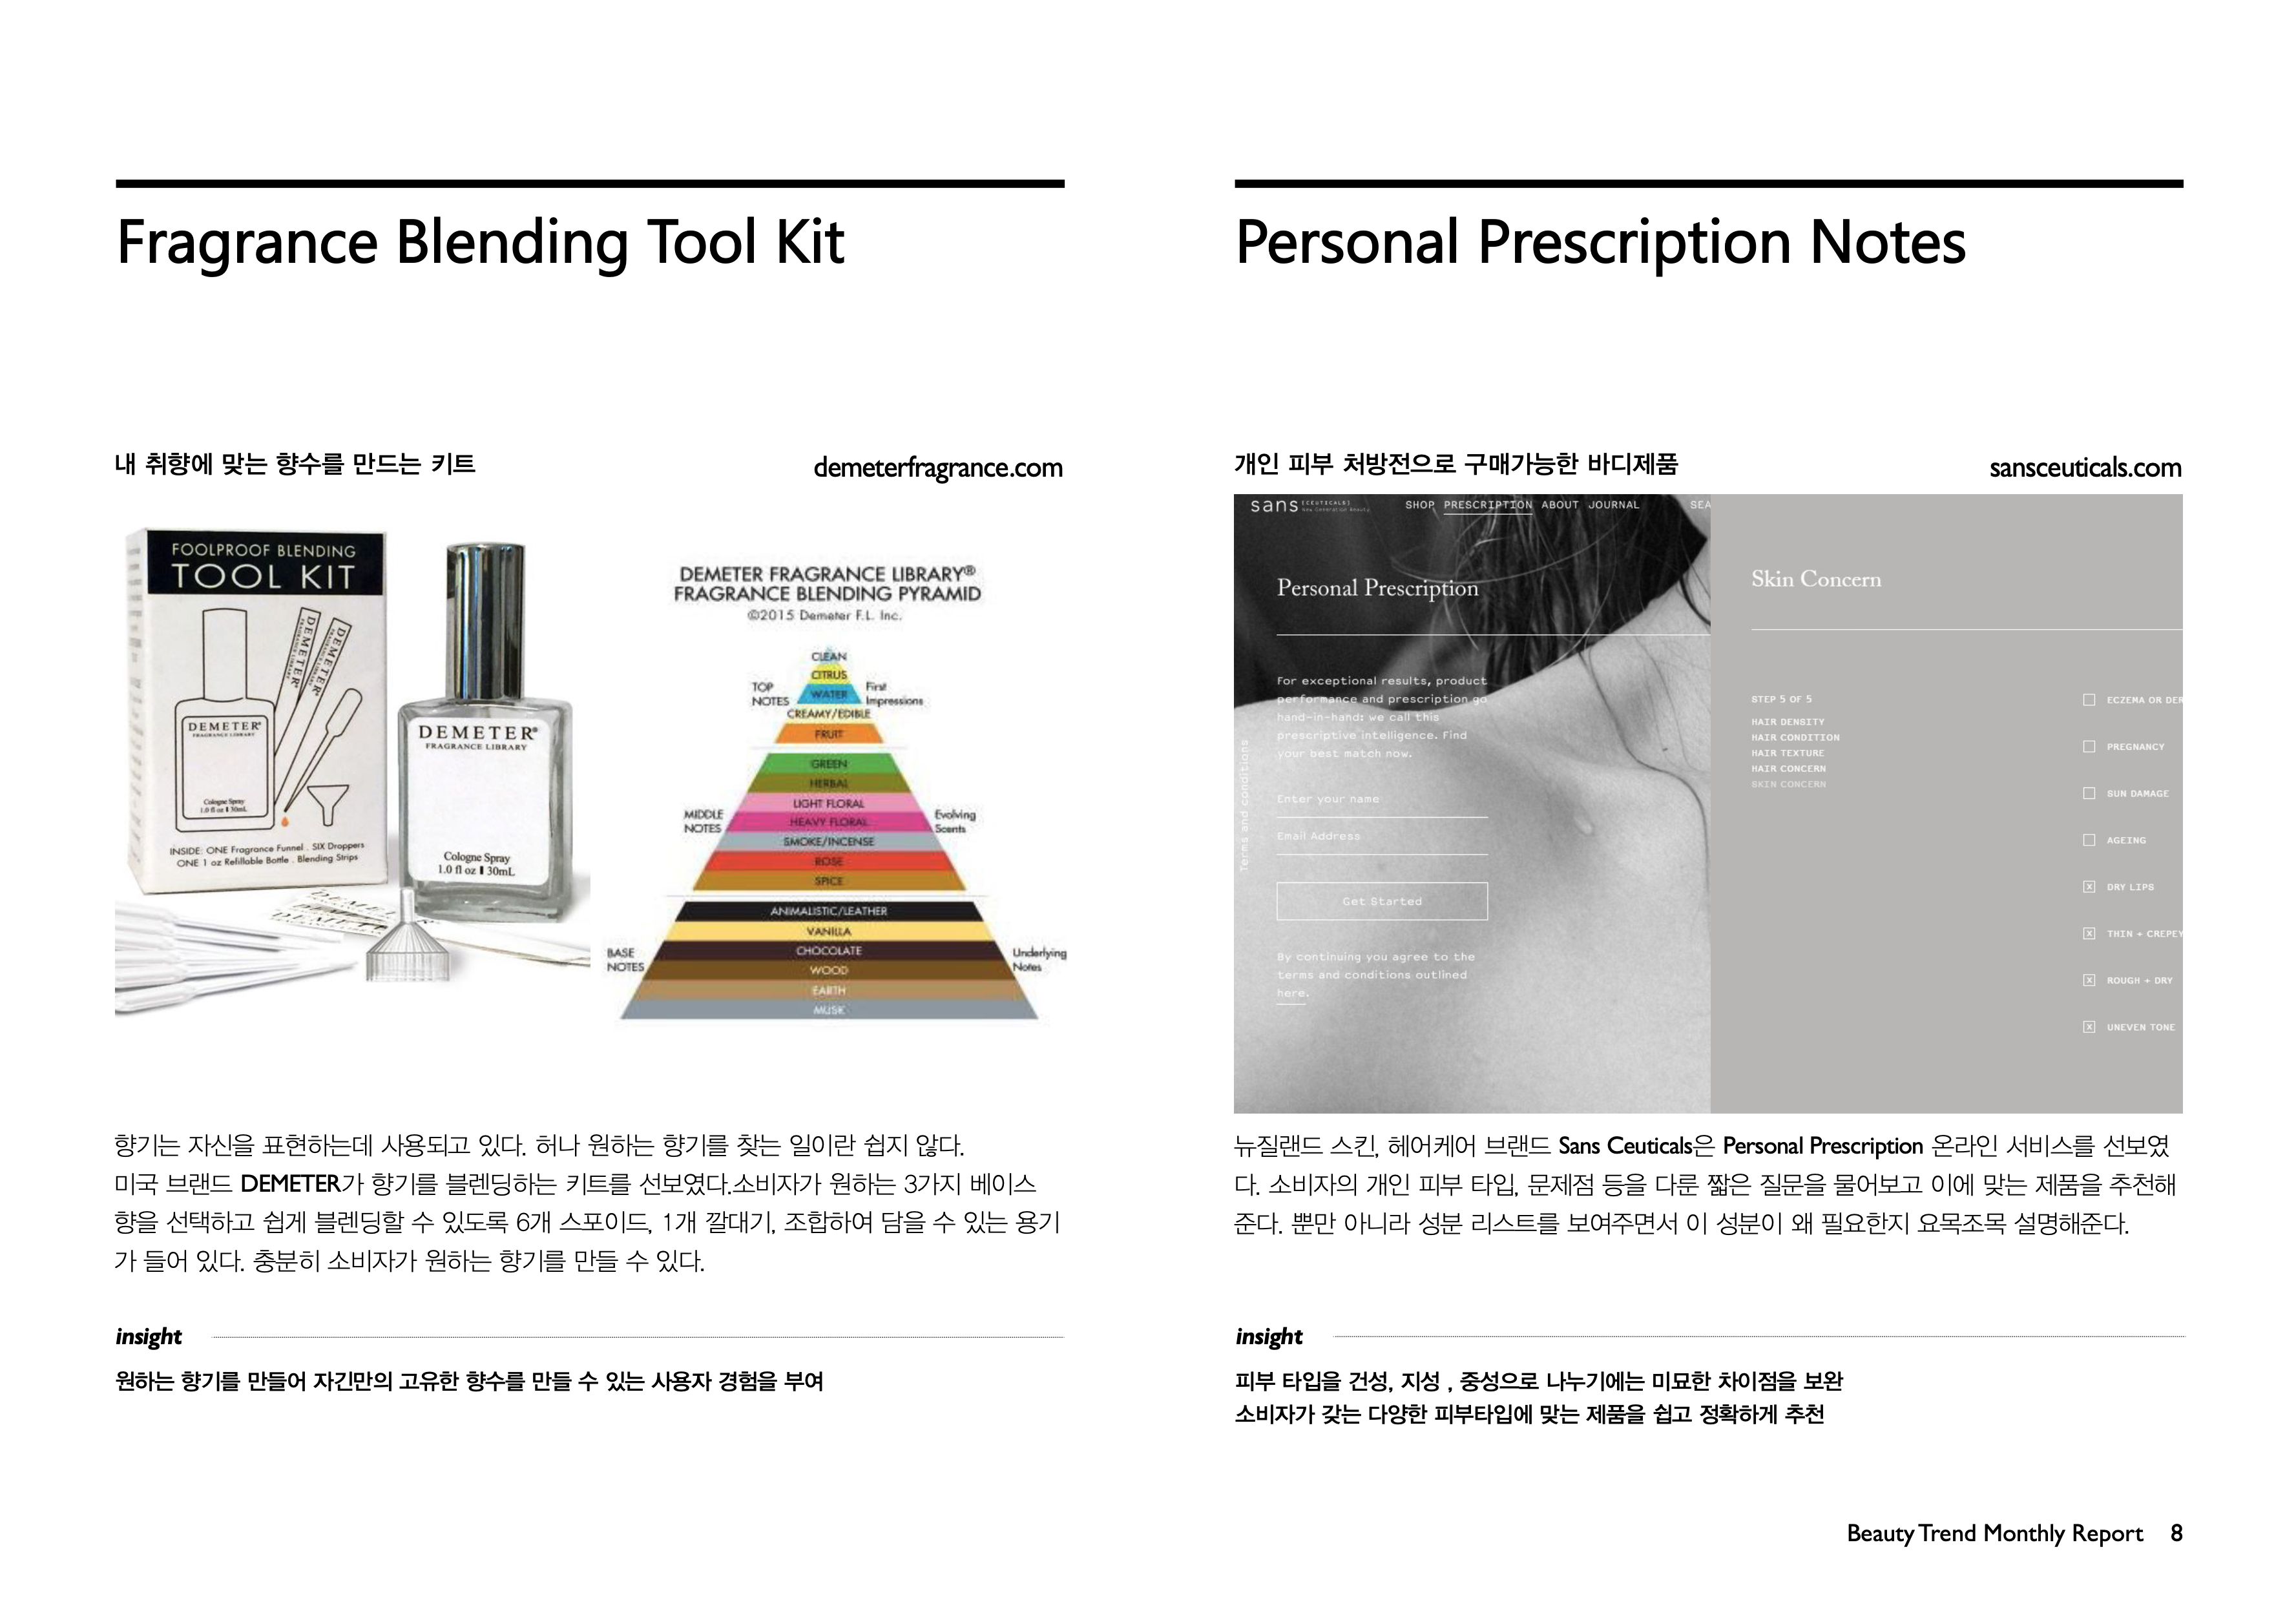 Fragrance Blending Tool Kit
내 취향에 맞는 향수를 만드는 키트
demeterfragrance.com
FOOLPROOF BLENDING
TOOL KIT
DEMETER
DEMETER
DEMETER®
FRAGRANCE LIBRARY
Cologne Spray
1.0 fl oz 30mL
INSIDE: ONE Fragrance Funnel . SIX Droppers
ONE 1 oz Refillable Bottle . Blending Strips
DEMETER®
FRAGRANCE LIBRARY
Cologne Spray
1.0 fl oz 30mL
DEMETER FRAGRANCE LIBRARY®
FRAGRANCE BLENDING PYRAMID
©2015 Demeter F.L. Inc.
TOP
NOTES
First
Impressions
CLEAN
CITRUS
WATER
CREAMY/EDIBLE
FRUIT
MIDDLE
NOTES
Evolving
Scents
GREEN
HERBAL
LIGHT FLORAL
HEAVY FLORAL
SMOKE/INCENSE
ROSE
SPICE
BASE
NOTES
Underlying
Notes
ANIMALISTIC/LEATHER
VANILLA
CHOCOLATE
WOOD
EARTH
MUSK
향기는 자신을 표현하는데 사용되고 있다. 허나 원하는 향기를 찾는 일이란 쉽지 않다.
미국 브랜드 DEMETER가 향기를 블렌딩하는 키트를 선보였다.소비자가 원하는 3가지 베이스
향을 선택하고 쉽게 블렌딩할 수 있도록 6개 스포이드, 1개 깔대기, 조합하여 담을 수 있는 용기
가 들어 있다. 충분히 소비자가 원하는 향기를 만들 수 있다.
insight
원하는 향기를 만들어 자긴만의 고유한 향수를 만들 수 있는 사용자 경험을 부여
Personal Prescription Notes
개인 피부 처방전으로 구매가능한 바디제품
sansceuticals.com
sans [CEUTICALS]
New Generation Beauty
SHOP PRESCRIPTION ABOUT JOURNAL SEA
Personal Prescription
For exceptional results, product
performance and prescription go
hand-in-hand: we call this
prescriptive intelligence. Find
your best match now.
Terms and conditions
Enter your name
Email Address
Get Started
By continuing you agree to the
terms and conditions outlined
here.
Skin Concern
STEP 5 OF 5
HAIR DENSITY
HAIR CONDITION
HAIR TEXTURE
HAIR CONCERN
SKIN CONCERN
ECZEMA OR DER
PREGNANCY
SUN DAMAGE
AGEING
DRY LIPS
THIN + CREPEY
ROUGH + DRY
UNEVEN TONE
뉴질랜드 스킨, 헤어케어 브랜드 Sans Ceuticals은 Personal Prescription 온라인 서비스를 선보였
다. 소비자의 개인 피부 타입, 문제점 등을 다룬 짧은 질문을 물어보고 이에 맞는 제품을 추천해
준다. 뿐만 아니라 성분 리스트를 보여주면서 이 성분이 왜 필요한지 요목조목 설명해준다.
insight
피부 타입을 건성, 지성 , 중성으로 나누기에는 미묘한 차이점을 보완
소비자가 갖는 다양한 피부타입에 맞는 제품을 쉽고 정확하게 추천
Beauty Trend Monthly Report 8